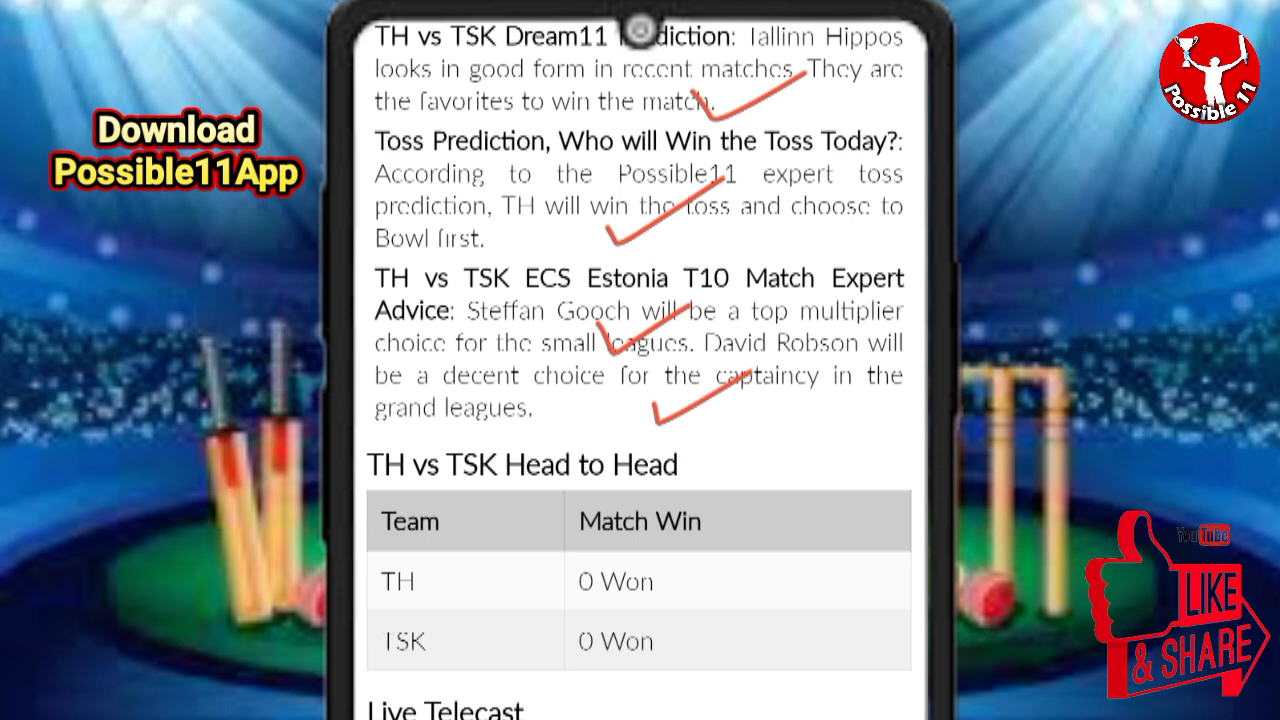 TH vs TSK Dream11 Prediction: Tallinn Hippos
looks in good form in recent matches. They are
the favorites to win the match.
Toss Prediction, Who will Win the Toss Today?:
According to the Possible11 expert toss
prediction, TH will win the toss and choose to
Bowl first.
TH vs TSK ECS Estonia T10 Match Expert
Advice: Steffan Gooch will be a top multiplier
choice for the small leagues. David Robson will
be a decent choice for the captaincy in the
grand leagues.
TH vs TSK Head to Head
Team Match Win
TH 0 Won
TSK 0 Won
Live Telecast
Download
Possible11App
Possible 11
YouTube
LIKE
& SHARE